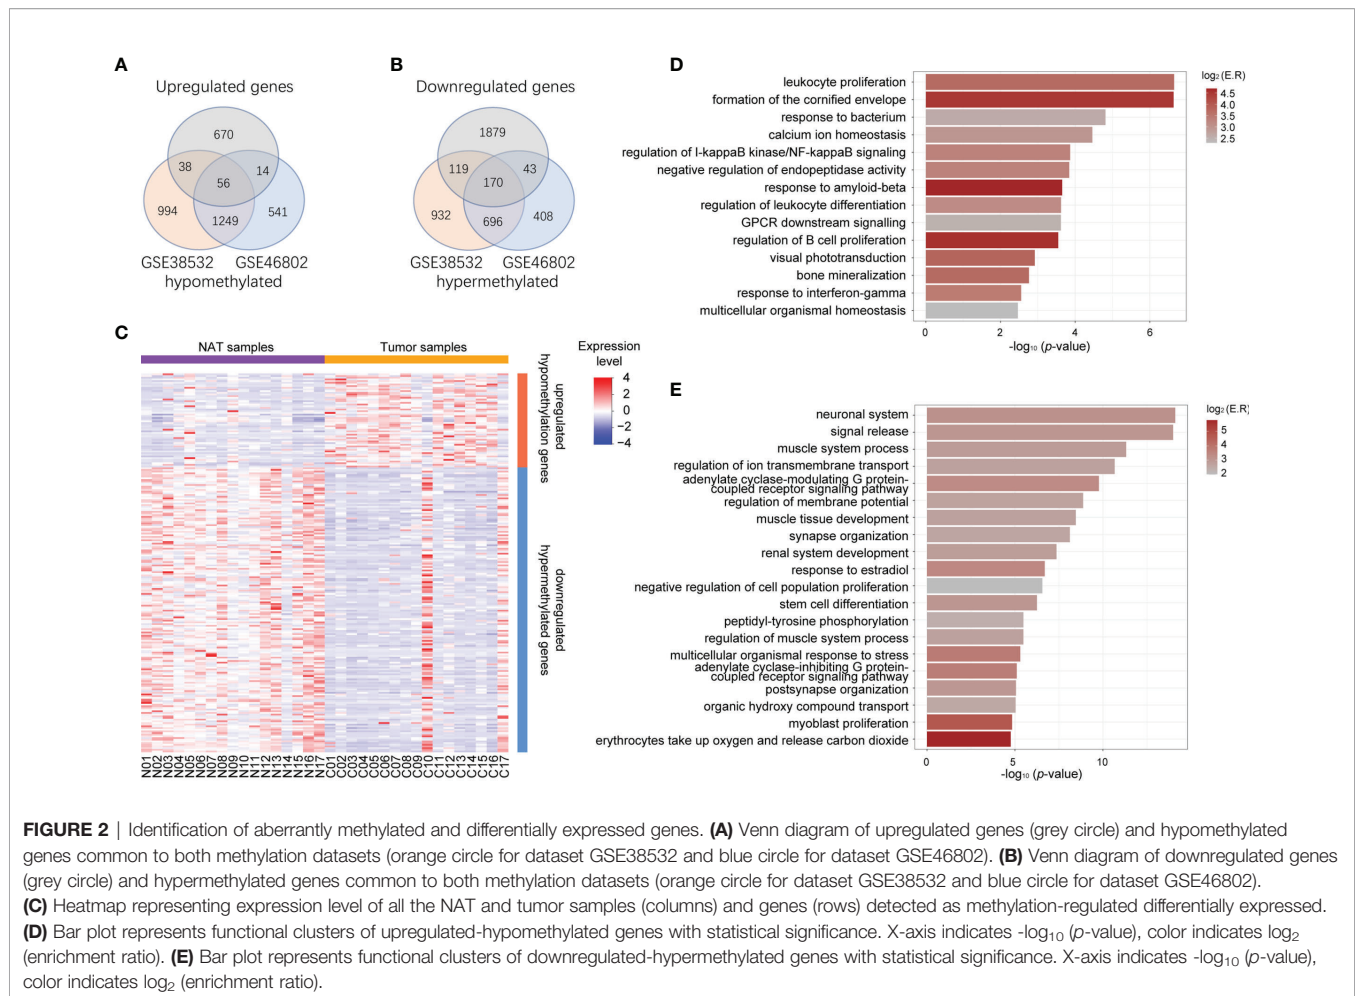 A
Upregulated genes
670
38
14
56
994
1249
541
GSE38532 GSE46802
hypomethylated
B
Downregulated genes
1879
119
43
170
932
696
408
GSE38532 GSE46802
hypermethylated
C
NAT samples Tumor samples
Expression
level
4
2
0
−2
−4
upregulated
hypomethylation genes
downregulated
hypermethylated genes
N01 N02 N03 N04 N05 N06 N07 N08 N09 N10 N11 N12 N13 N14 N15 N16 N17 C01 C02 C03 C04 C05 C06 C07 C08 C09 C10 C11 C12 C13 C14 C15 C16 C17
D
leukocyte proliferation
formation of the cornified envelope
response to bacterium
calcium ion homeostasis
regulation of I-kappaB kinase/NF-kappaB signaling
negative regulation of endopeptidase activity
response to amyloid-beta
regulation of leukocyte differentiation
GPCR downstream signalling
regulation of B cell proliferation
visual phototransduction
bone mineralization
response to interferon-gamma
multicellular organismal homeostasis
0 2 4 6
-log₁₀ (p-value)
log₂ (E.R)
4.5
4.0
3.5
3.0
2.5
E
neuronal system
signal release
muscle system process
regulation of ion transmembrane transport
adenylate cyclase-modulating G protein-
coupled receptor signaling pathway
regulation of membrane potential
muscle tissue development
synapse organization
renal system development
response to estradiol
negative regulation of cell population proliferation
stem cell differentiation
peptidyl-tyrosine phosphorylation
regulation of muscle system process
multicellular organismal response to stress
adenylate cyclase-inhibiting G protein-
coupled receptor signaling pathway
postsynapse organization
organic hydroxy compound transport
myoblast proliferation
erythrocytes take up oxygen and release carbon dioxide
0 5 10
-log₁₀ (p-value)
log₂ (E.R)
5
4
3
2
FIGURE 2 | Identification of aberrantly methylated and differentially expressed genes. (A) Venn diagram of upregulated genes (grey circle) and hypomethylated
genes common to both methylation datasets (orange circle for dataset GSE38532 and blue circle for dataset GSE46802). (B) Venn diagram of downregulated genes
(grey circle) and hypermethylated genes common to both methylation datasets (orange circle for dataset GSE38532 and blue circle for dataset GSE46802).
(C) Heatmap representing expression level of all the NAT and tumor samples (columns) and genes (rows) detected as methylation-regulated differentially expressed.
(D) Bar plot represents functional clusters of upregulated-hypomethylated genes with statistical significance. X-axis indicates -log₁₀ (p-value), color indicates log₂
(enrichment ratio). (E) Bar plot represents functional clusters of downregulated-hypermethylated genes with statistical significance. X-axis indicates -log₁₀ (p-value),
color indicates log₂ (enrichment ratio).